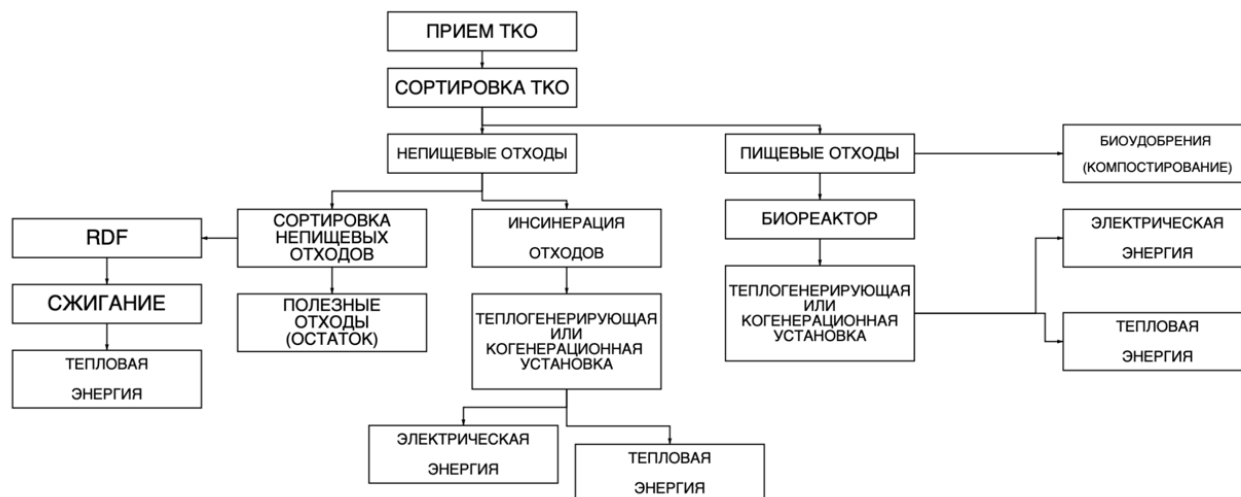 ПРИЕМ ТКО
СОРТИРОВКА ТКО
НЕПИЩЕВЫЕ ОТХОДЫ
ПИЩЕВЫЕ ОТХОДЫ
БИОУДОБРЕНИЯ
(КОМПОСТИРОВАНИЕ)
RDF
СОРТИРОВКА
НЕПИЩЕВЫХ
ОТХОДОВ
ИНСИНЕРАЦИЯ
ОТХОДОВ
БИОРЕАКТОР
ЭЛЕКТРИЧЕСКАЯ
ЭНЕРГИЯ
СЖИГАНИЕ
ПОЛЕЗНЫЕ
ОТХОДЫ
(ОСТАТОК)
ТЕПЛОГЕНЕРИРУЮЩАЯ
ИЛИ
КОГЕНЕРАЦИОННАЯ
УСТАНОВКА
ТЕПЛОГЕНЕРИРУЮЩАЯ
ИЛИ
КОГЕНЕРАЦИОННАЯ
УСТАНОВКА
ТЕПЛОВАЯ
ЭНЕРГИЯ
ТЕПЛОВАЯ
ЭНЕРГИЯ
ЭЛЕКТРИЧЕСКАЯ
ЭНЕРГИЯ
ТЕПЛОВАЯ
ЭНЕРГИЯ